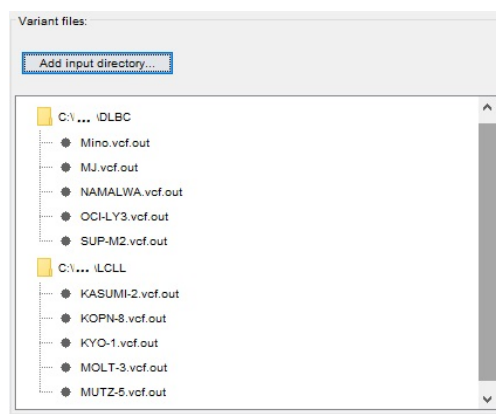 Variant files:
Add input directory...
C:\ ... \DLBC
Mino.vcf.out
MJ.vcf.out
NAMALWA.vcf.out
OCI-LY3.vcf.out
SUP-M2.vcf.out
C:\ ... \LCLL
KASUMI-2.vcf.out
KOPN-8.vcf.out
KYO-1.vcf.out
MOLT-3.vcf.out
MUTZ-5.vcf.out